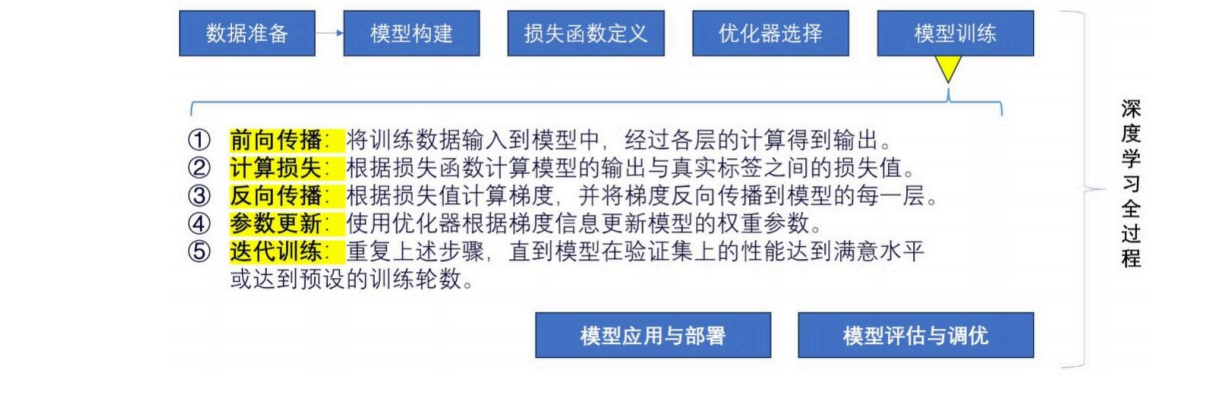 数据准备
模型构建
损失函数定义
优化器选择
模型训练
① 前向传播：将训练数据输入到模型中，经过各层的计算得到输出。
② 计算损失：根据损失函数计算模型的输出与真实标签之间的损失值。
③ 反向传播：根据损失值计算梯度，并将梯度反向传播到模型的每一层。
④ 参数更新：使用优化器根据梯度信息更新模型的权重参数。
⑤ 迭代训练：重复上述步骤，直到模型在验证集上的性能达到满意水平
或达到预设的训练轮数。
模型应用与部署
模型评估与调优
深度学习全过程